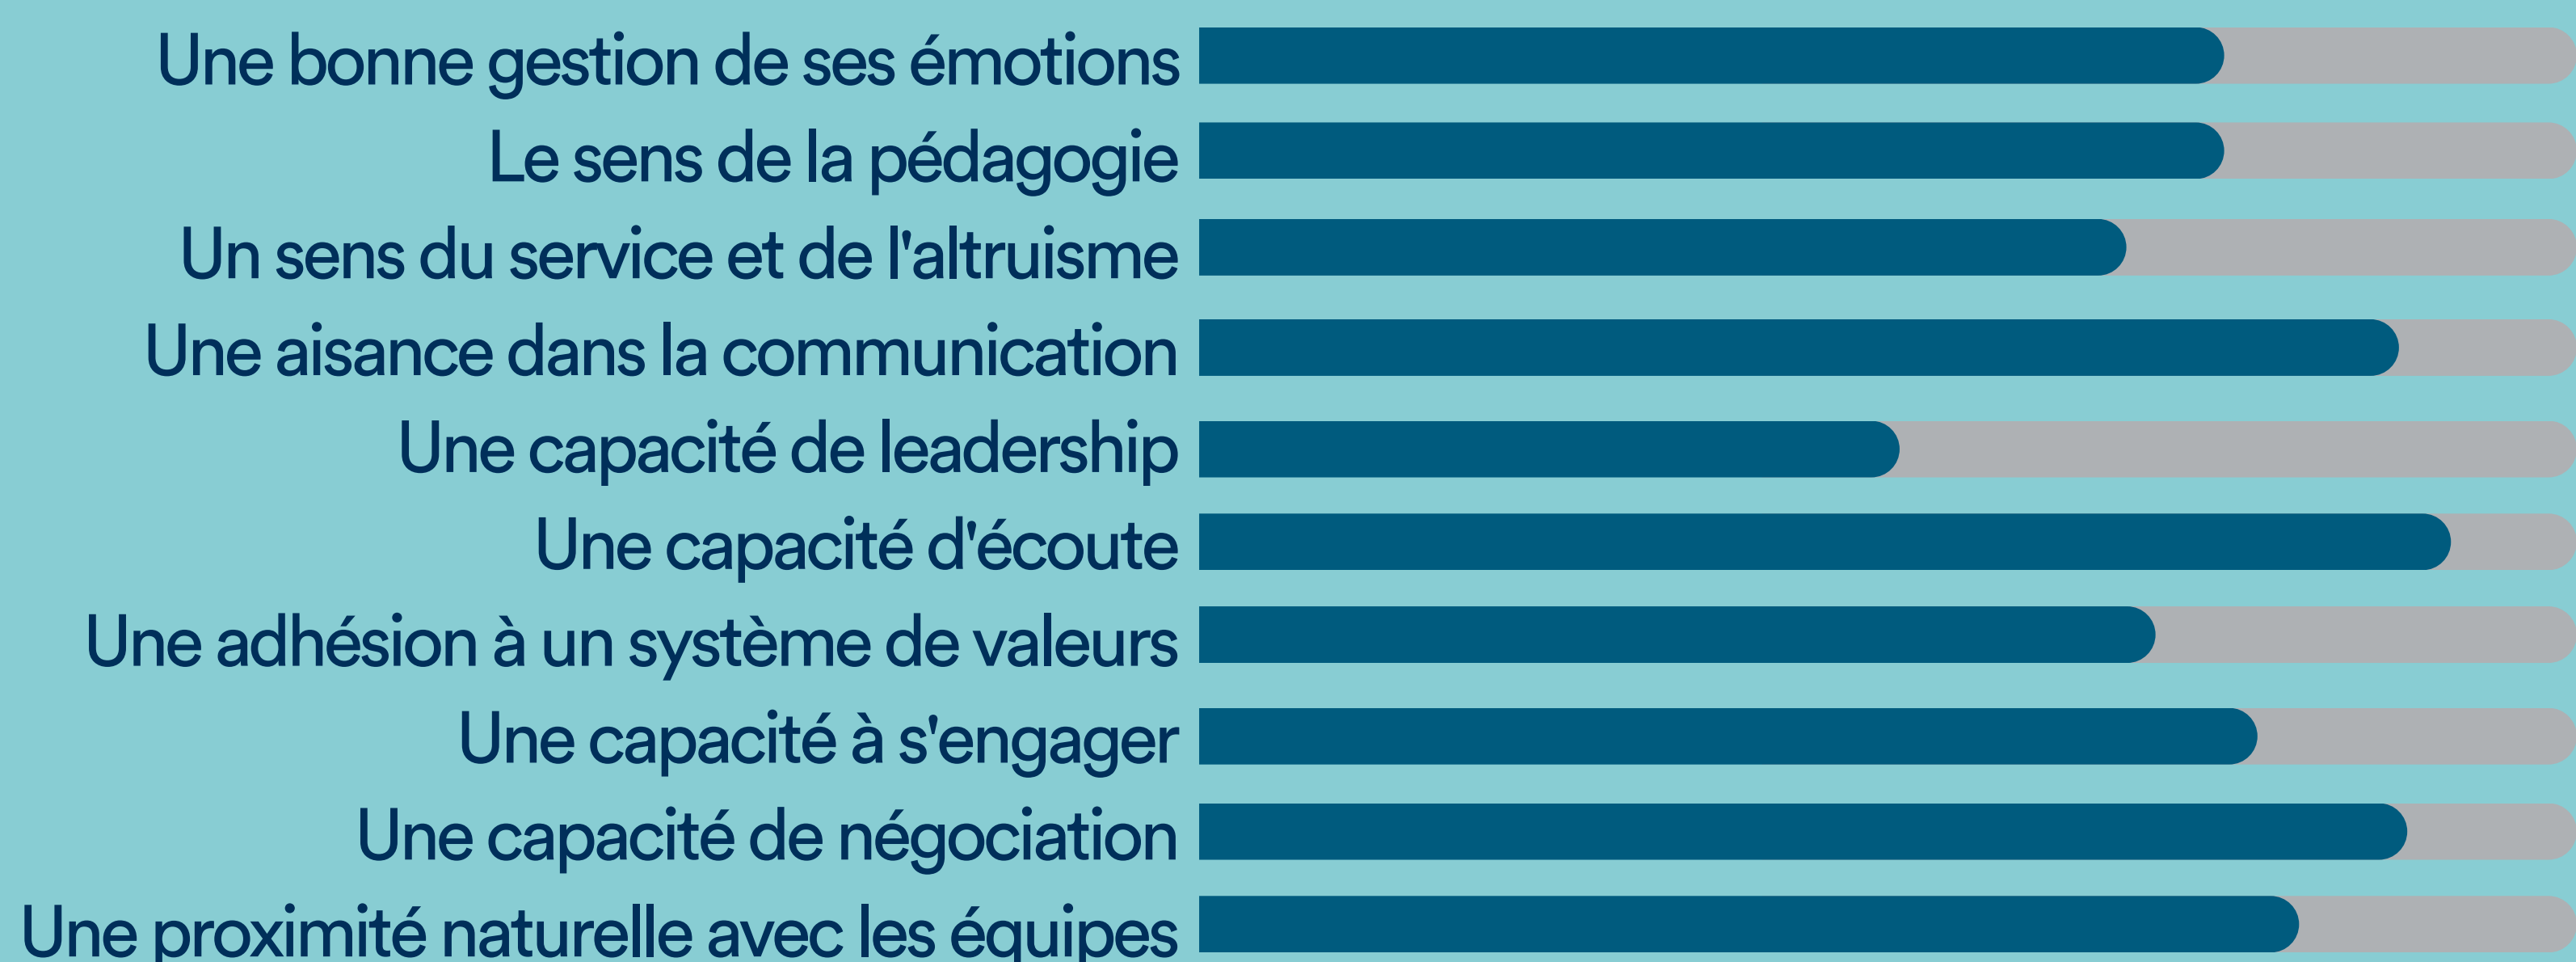 Une bonne gestion de ses émotions
Le sens de la pédagogie
Un sens du service et de l'altruisme
Une aisance dans la communication
Une capacité de leadership
Une capacité d'écoute
Une adhésion à un système de valeurs
Une capacité à s'engager
Une capacité de négociation
Une proximité naturelle avec les équipes